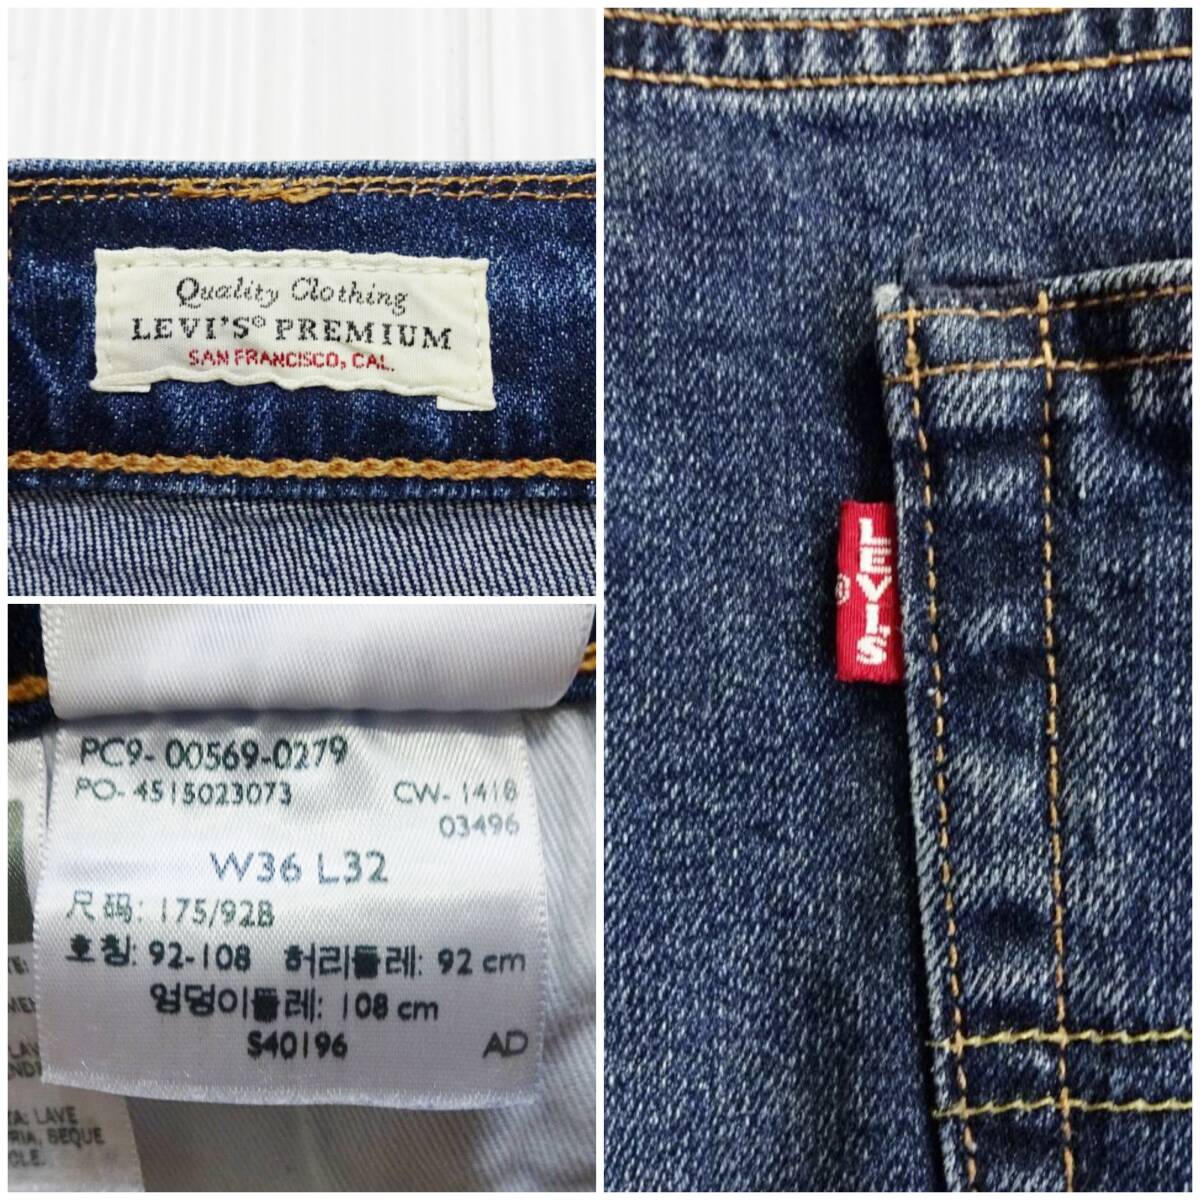 Quality Clothing
LEVI'S® PREMIUM
SAN FRANCISCO, CAL.
PC9-00569-0279
PO-4515023073
CW-1418
03496
W36 L32
尺码: 175/92B
호칭: 92-108 허리둘레: 92 cm
엉덩이둘레: 108 cm
S40196
AD
LAVE
BEQUE
LEVI'S
®